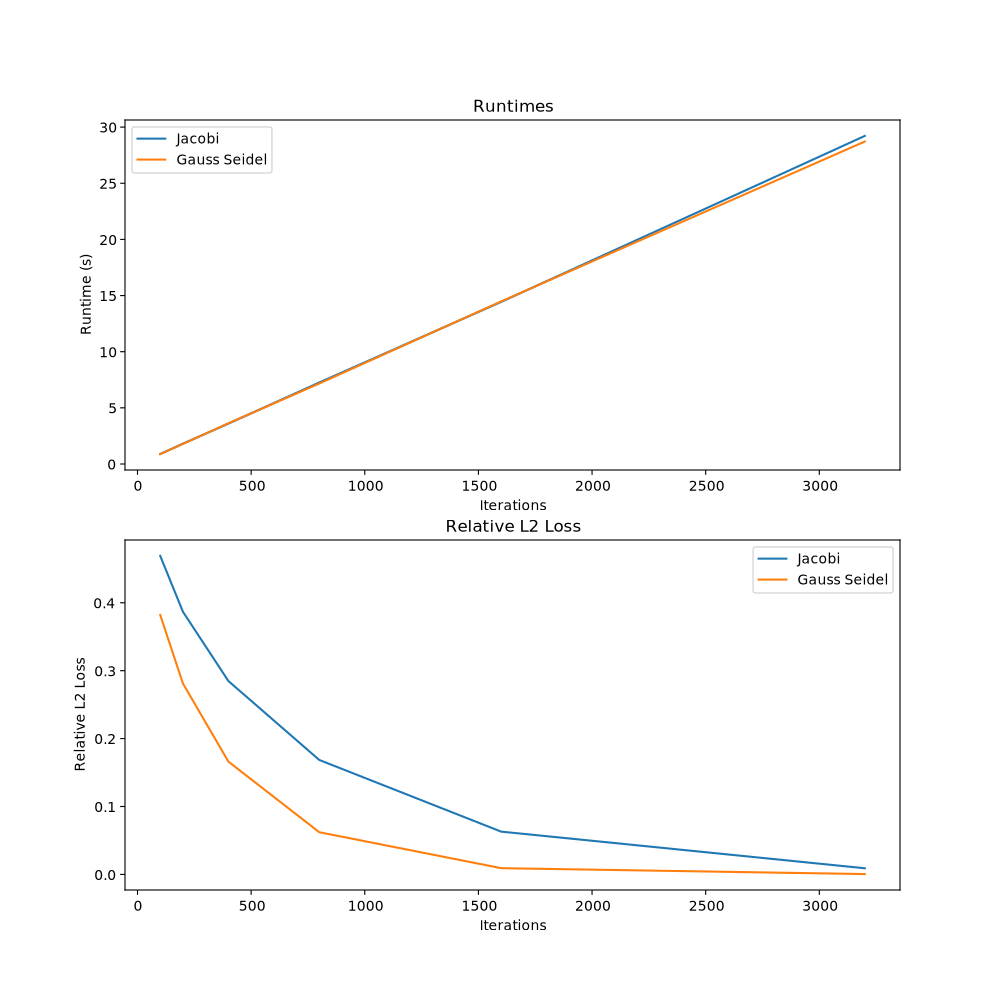 Runtimes
Jacobi
Gauss Seidel
Runtime (s)
30
25
20
15
10
5
0
0 500 1000 1500 2000 2500 3000
Iterations
Relative L2 Loss
Jacobi
Gauss Seidel
Relative L2 Loss
0.4
0.3
0.2
0.1
0.0
0 500 1000 1500 2000 2500 3000
Iterations